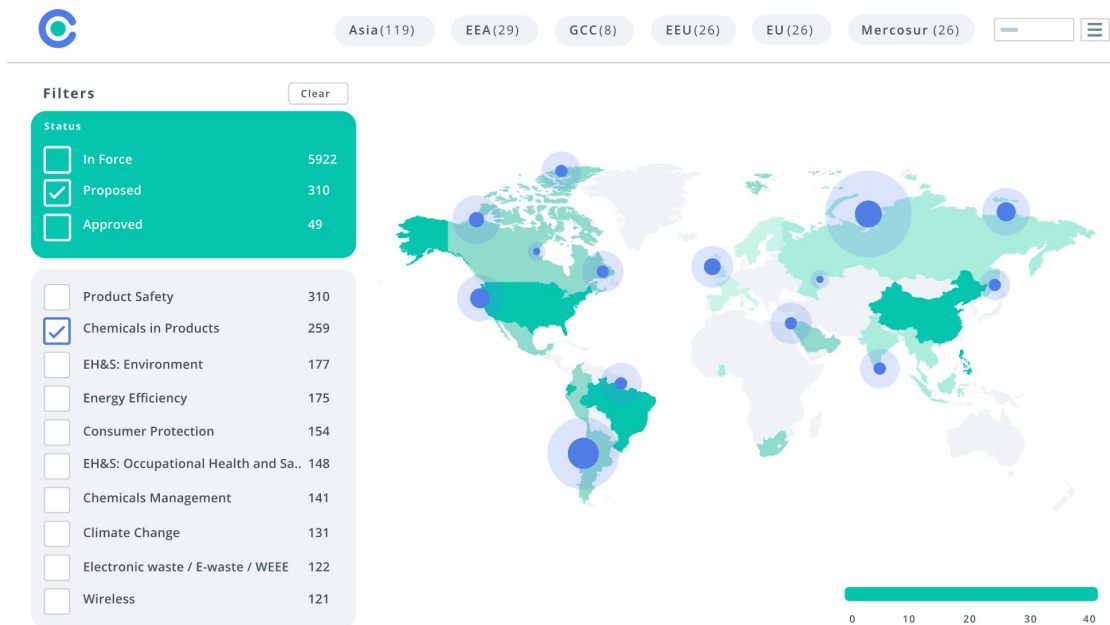 Asia(119) EEA(29) GCC(8) EEU(26) EU(26) Mercosur (26)
Filters Clear
Status
In Force 5922
Proposed 310
Approved 49
Product Safety 310
Chemicals in Products 259
EH&S: Environment 177
Energy Efficiency 175
Consumer Protection 154
EH&S: Occupational Health and Sa.. 148
Chemicals Management 141
Climate Change 131
Electronic waste / E-waste / WEEE 122
Wireless 121
0 10 20 30 40